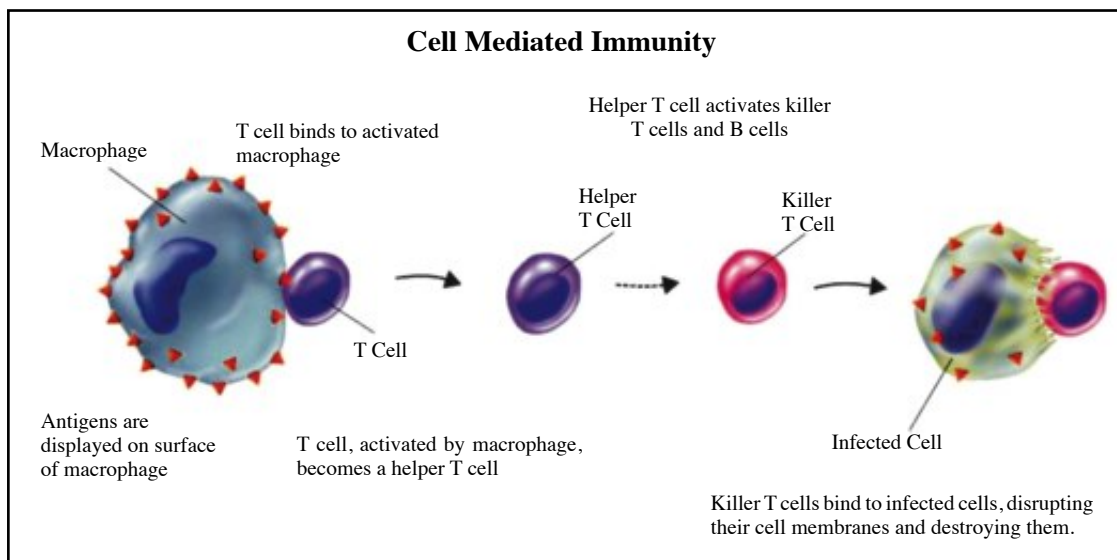 Cell Mediated Immunity
Macrophage
T cell binds to activated
macrophage
Helper T cell activates killer
T cells and B cells
Helper
T Cell
Killer
T Cell
T Cell
Infected Cell
Antigens are
displayed on surface
of macrophage
T cell, activated by macrophage,
becomes a helper T cell
Killer T cells bind to infected cells, disrupting
their cell membranes and destroying them.